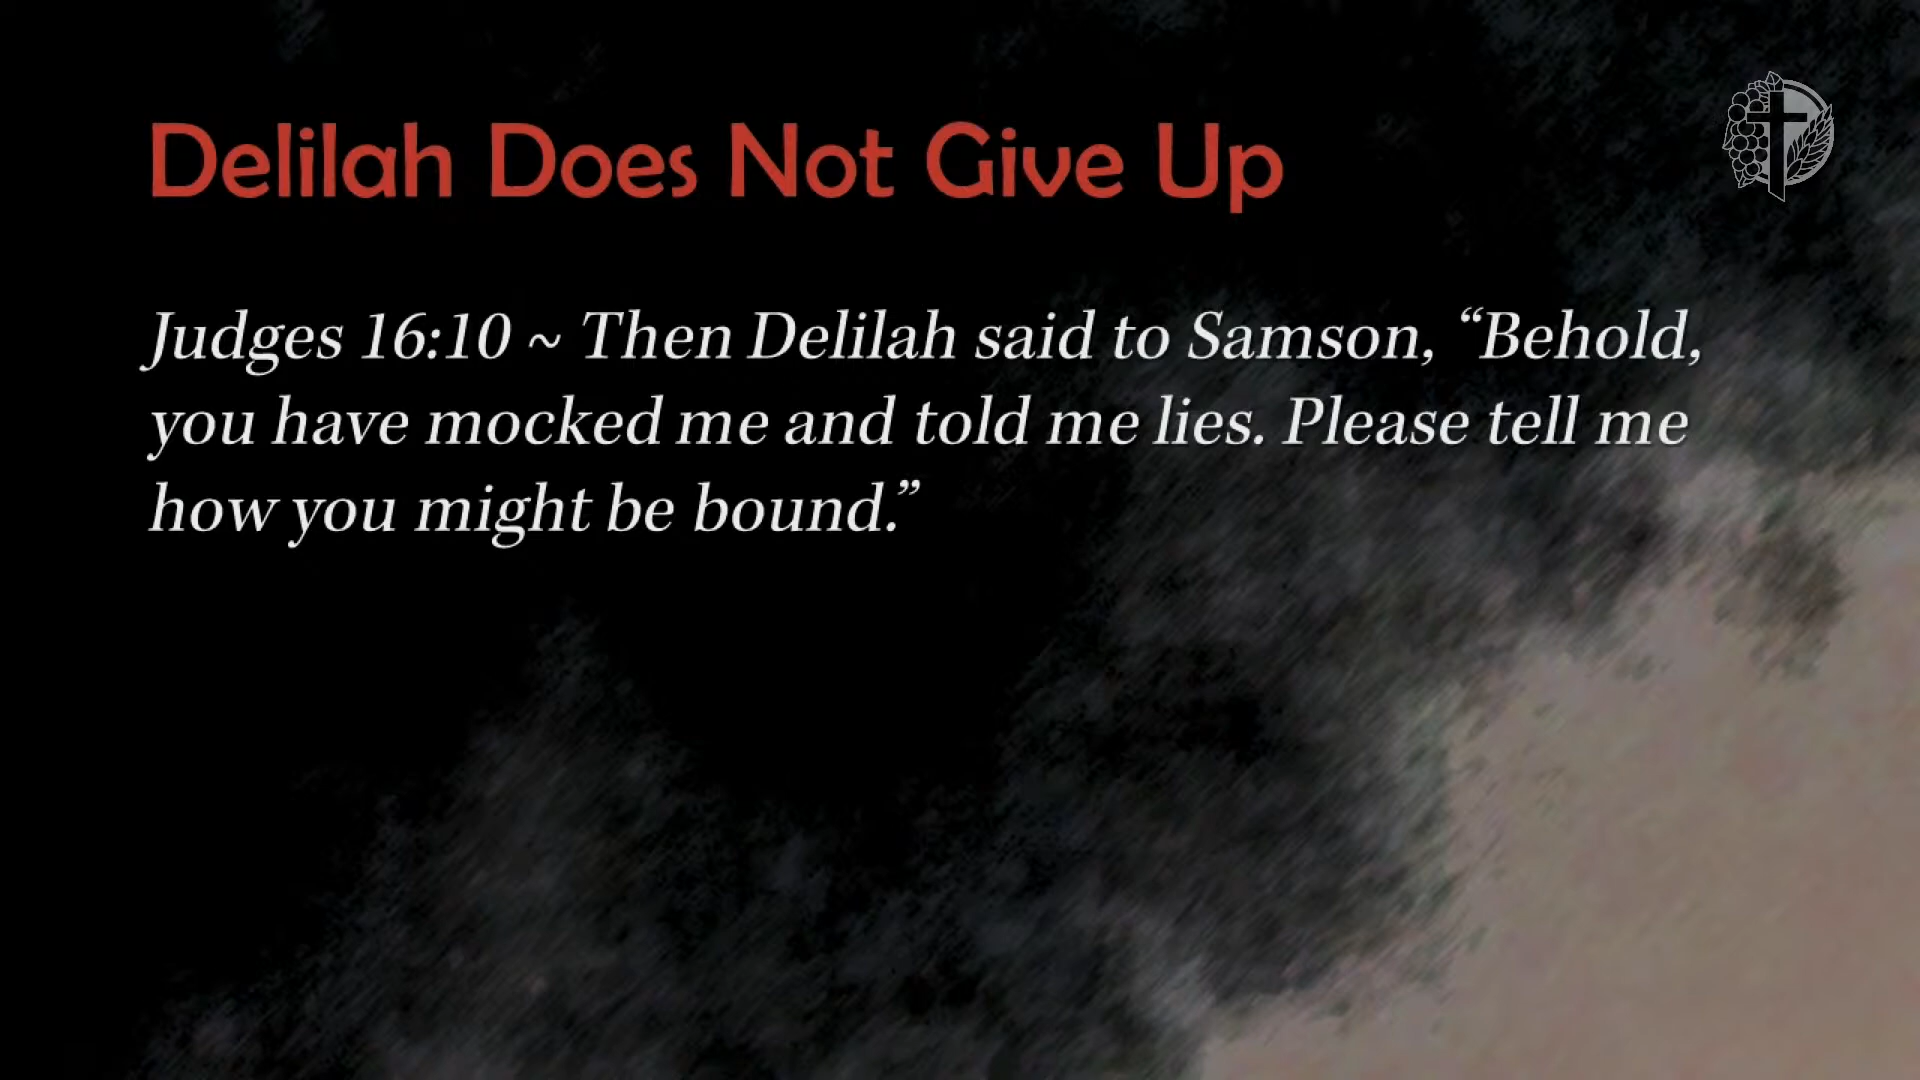 Delilah Does Not Give Up
Judges 16:10 ~ Then Delilah said to Samson, “Behold,
you have mocked me and told me lies. Please tell me
how you might be bound.”